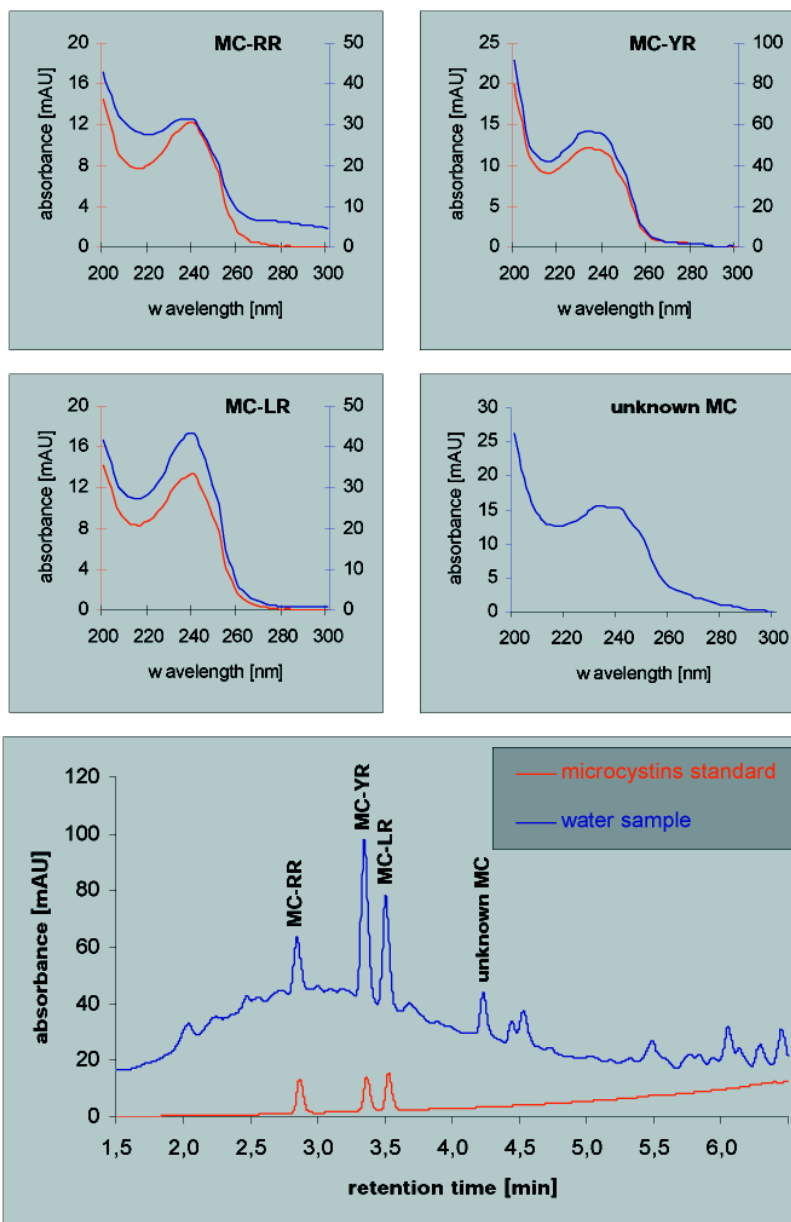 MC-RR
absorbance [mAU]
20
16
12
8
4
0
50
40
30
20
10
0
200 220 240 260 280 300
w avelength [nm]
MC-YR
absorbance [mAU]
25
20
15
10
5
0
100
80
60
40
20
0
200 220 240 260 280 300
w avelength [nm]
MC-LR
absorbance [mAU]
20
16
12
8
4
0
50
40
30
20
10
0
200 220 240 260 280 300
w avelength [nm]
unknown MC
absorbance [mAU]
30
25
20
15
10
5
0
200 220 240 260 280 300
w avelength [nm]
microcystins standard
water sample
absorbance [mAU]
120
100
80
60
40
20
0
MC-RR
MC-YR
MC-LR
unknown MC
1,5 2,0 2,5 3,0 3,5 4,0 4,5 5,0 5,5 6,0
retention time [min]